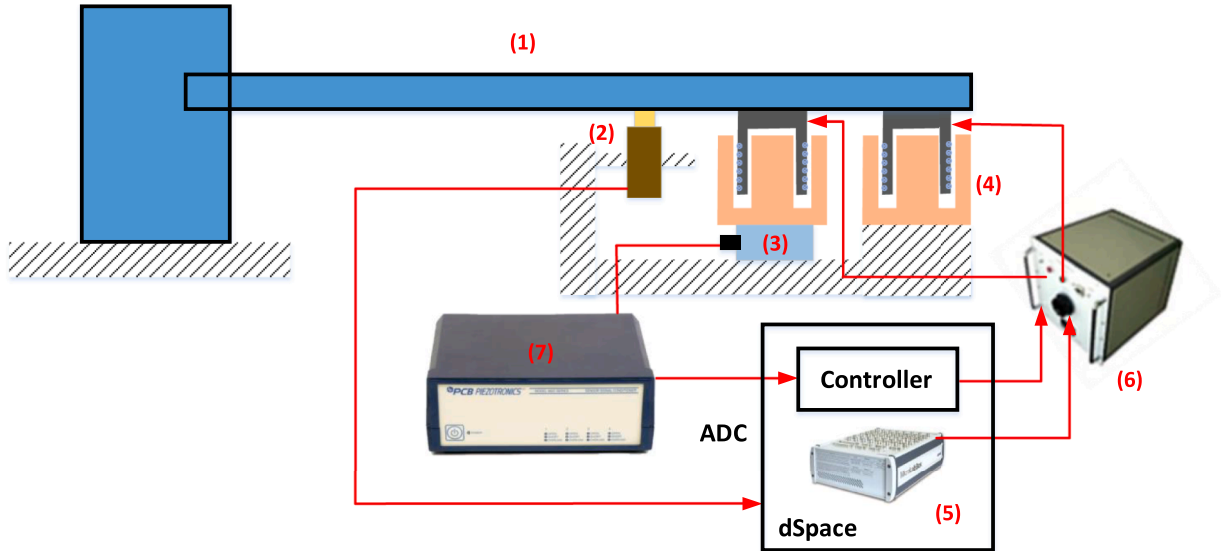 (1)
(2)
(4)
(3)
(7)
Controller
(6)
PCB PIEZOTRONICS
ADC
(5)
dSpace